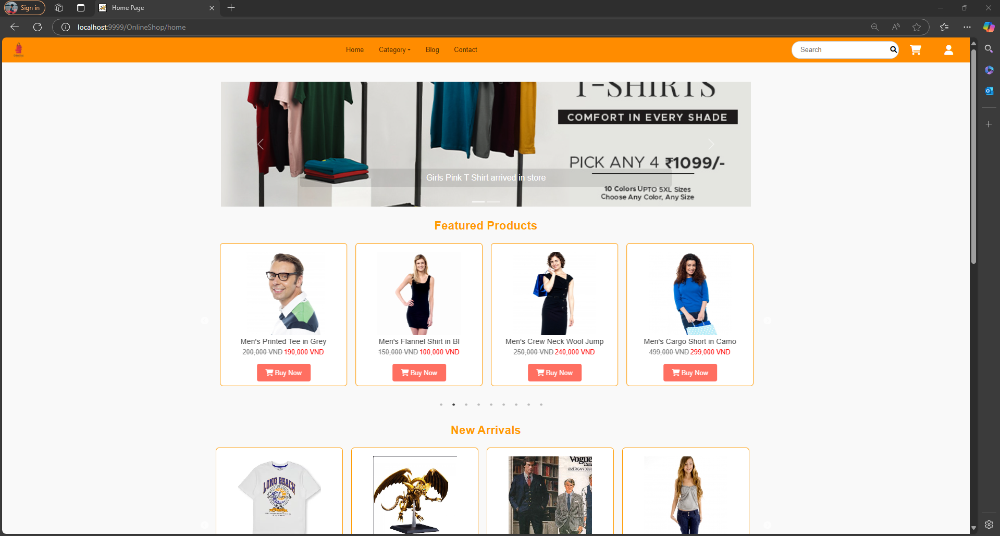 Sign in
Home Page
localhost:9999/OnlineShop/home
Home
Category
Blog
Contact
Search
T-SHIRTS
COMFORT IN EVERY SHADE
PICK ANY 4 ₹1099/-
Girls Pink T Shirt arrived in store
10 Colors UPTO 5XL Sizes
Choose Any Color, Any Size
Featured Products
Men's Printed Tee in Grey
200,000 VND 190,000 VND
Buy Now
Men's Flannel Shirt in Bl
150,000 VND 100,000 VND
Buy Now
Men's Crew Neck Wool Jump
250,000 VND 240,000 VND
Buy Now
Men's Cargo Short in Camo
499,000 VND 299,000 VND
Buy Now
New Arrivals
LONG BEACH
California
Vogue
AMERICAN DESIG